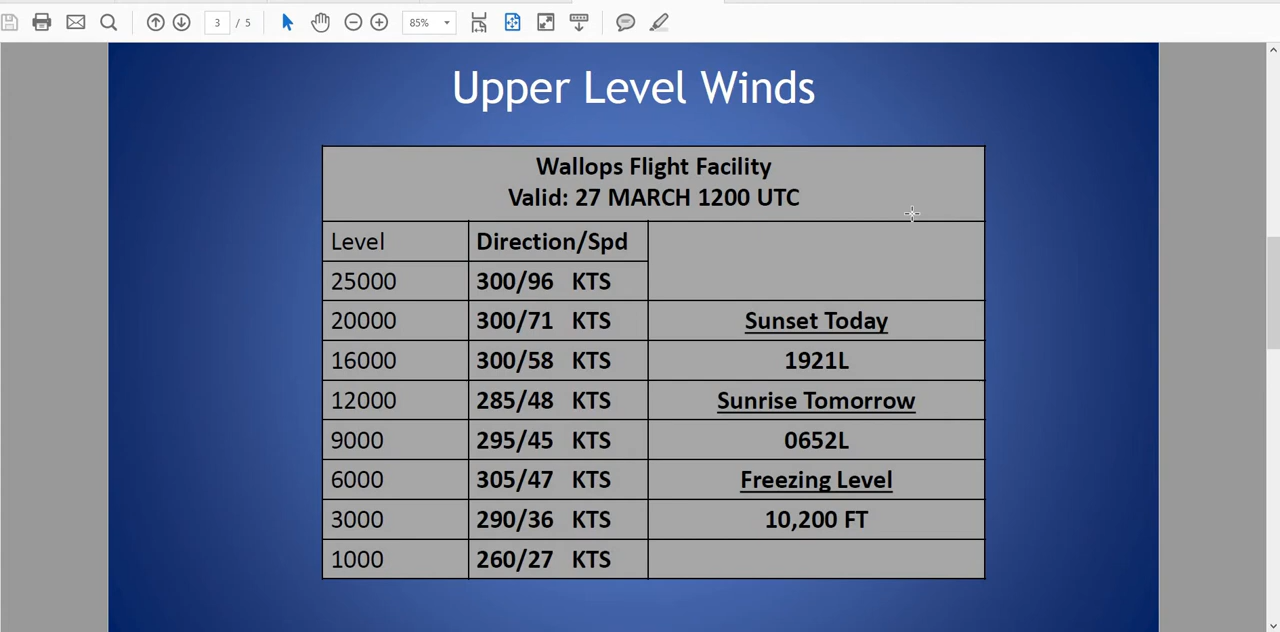 3 / 5
85%
Upper Level Winds
Wallops Flight Facility
Valid: 27 MARCH 1200 UTC
Level Direction/Spd
25000 300/96 KTS
20000 300/71 KTS Sunset Today
16000 300/58 KTS 1921L
12000 285/48 KTS Sunrise Tomorrow
9000 295/45 KTS 0652L
6000 305/47 KTS Freezing Level
3000 290/36 KTS 10,200 FT
1000 260/27 KTS